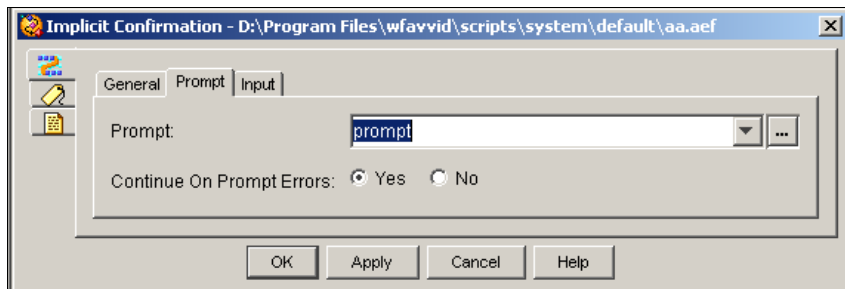 Implicit Confirmation - D:\Program Files\wfavvid\scripts\system\default\aa.aef
General Prompt Input
Prompt: prompt ...
Continue On Prompt Errors: Yes No
OK Apply Cancel Help